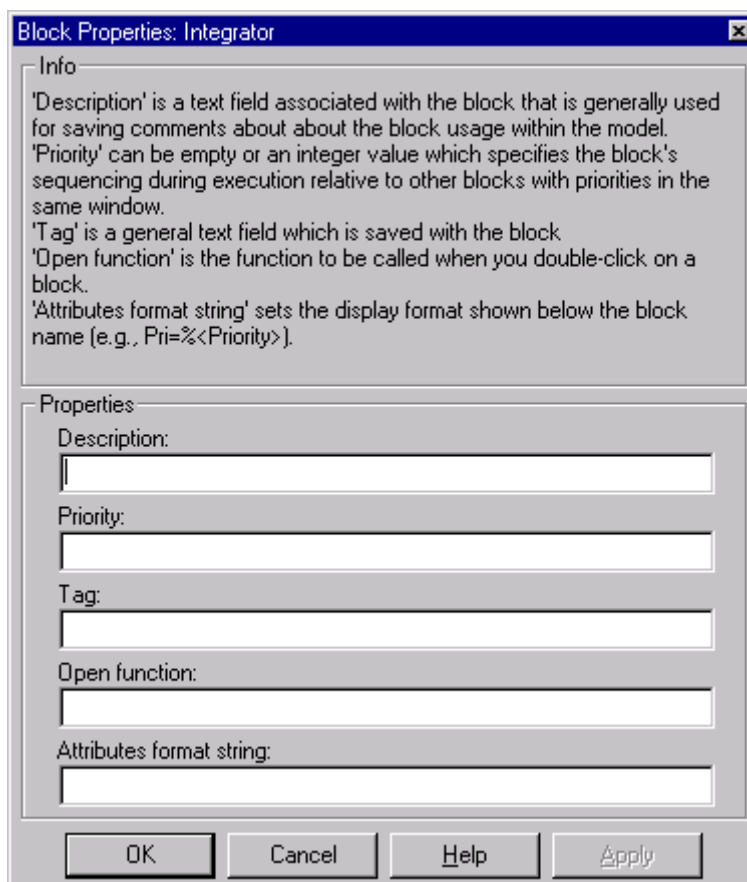 Block Properties: Integrator
Info
'Description' is a text field associated with the block that is generally used
for saving comments about about the block usage within the model.
'Priority' can be empty or an integer value which specifies the block's
sequencing during execution relative to other blocks with priorities in the
same window.
'Tag' is a general text field which is saved with the block
'Open function' is the function to be called when you double-click on a
block.
'Attributes format string' sets the display format shown below the block
name (e.g., Pri=%<Priority>).
Properties
Description:
Priority:
Tag:
Open function:
Attributes format string:
OK Cancel Help Apply